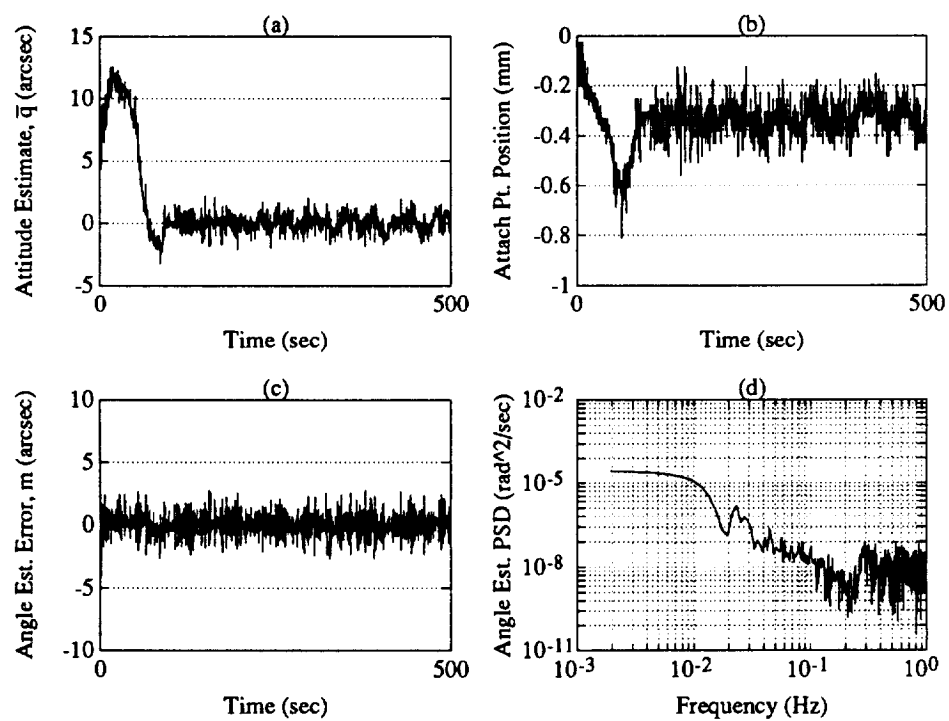 (a)
Attitude Estimate, q̅ (arcsec)
15
10
5
0
-5
0
500
Time (sec)
(b)
Attach Pt. Position (mm)
0
-0.2
-0.4
-0.6
-0.8
-1
0
500
Time (sec)
(c)
Angle Est. Error, m (arcsec)
10
5
0
-5
-10
0
500
Time (sec)
(d)
Angle Est. PSD (rad^2/sec)
10-2
10-5
10-8
10-11
10-3
10-2
10-1
100
Frequency (Hz)